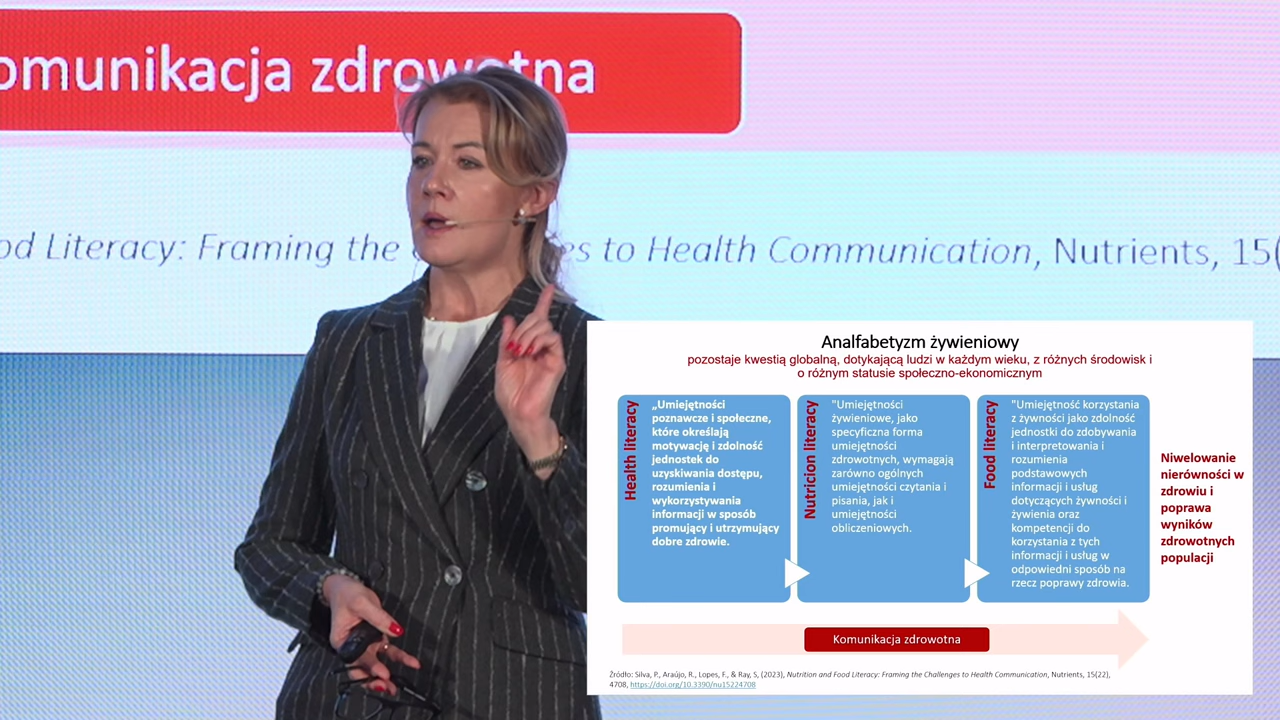 omunikacja zdrowotna
od Literacy: Framing the es to Health Communication, Nutrients, 15(
Analfabetyzm żywieniowy
pozostaje kwestią globalną, dotykającą ludzi w każdym wieku, z różnych środowisk i
o różnym statusie społeczno-ekonomicznym
Health literacy
„Umiejętności
poznawcze i społeczne,
które określają
motywację i zdolność
jednostek do
uzyskiwania dostępu,
rozumienia i
wykorzystywania
informacji w sposób
promujący i utrzymujący
dobre zdrowie.
Nutricion literacy
"Umiejętności
żywieniowe, jako
specyficzna forma
umiejętności
zdrowotnych, wymagają
zarówno ogólnych
umiejętności czytania i
pisania, jak i
umiejętności
obliczeniowych.
Food literacy
"Umiejętność korzystania
z żywności jako zdolność
jednostki do zdobywania
i interpretowania i
rozumienia
podstawowych
informacji i usług
dotyczących żywności i
żywienia oraz
kompetencji do
korzystania z tych
informacji i usług w
odpowiedni sposób na
rzecz poprawy zdrowia.
Niwelowanie
nierówności w
zdrowiu i
poprawa
wyników
zdrowotnych
populacji
Komunikacja zdrowotna
Źródło: Silva, P., Araújo, R., Lopes, F., & Ray, S, (2023), Nutrition and Food Literacy: Framing the Challenges to Health Communication, Nutrients, 15(22),
4708, https://doi.org/10.3390/nu15224708